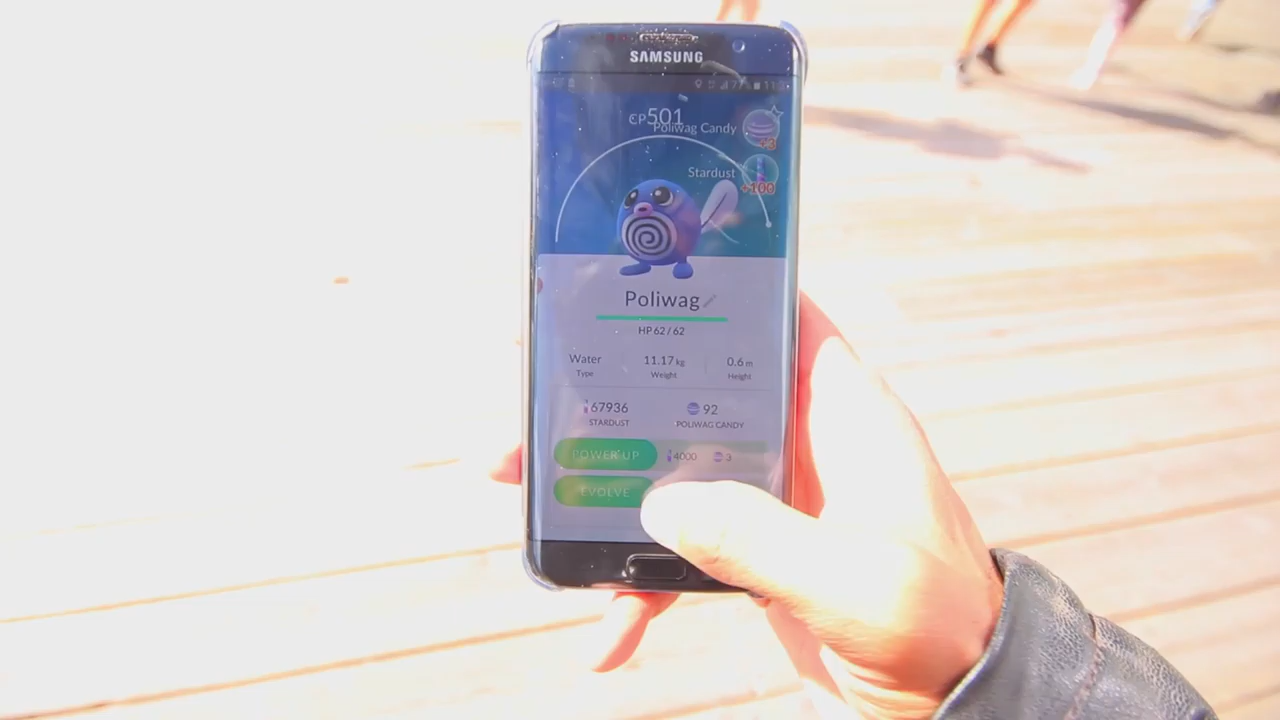 SAMSUNG
CP501
Poliwag Candy
+3
Stardust
+100
Poliwag
HP 62 / 62
Water
Type
11.17 kg
Weight
0.6 m
Height
67936
STARDUST
92
POLIWAG CANDY
POWER UP
4000
3
EVOLVE